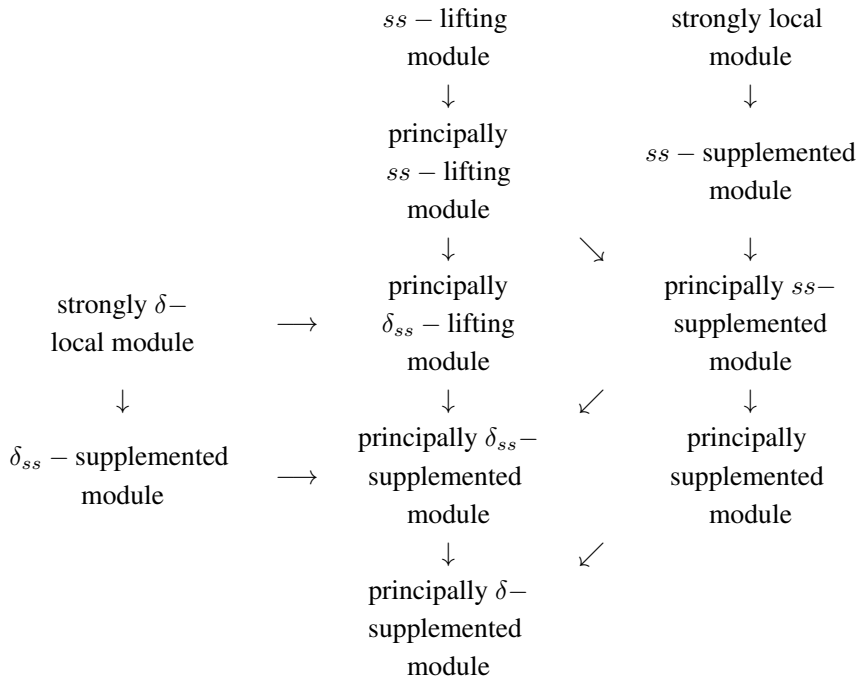 ss − lifting
module
strongly local
module
↓
↓
principally
ss − lifting
module
ss − supplemented
module
↓
↘
↓
strongly δ−
local module
⟶
principally
δss − lifting
module
principally ss−
supplemented
module
↓
↓
↙
↓
δss − supplemented
module
⟶
principally δss−
supplemented
module
principally
supplemented
module
↓
↙
principally δ−
supplemented
module